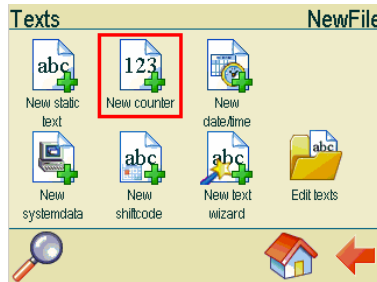 Texts NewFile
abc 123
New static text
New counter
New date/time
abc abc abc
New systemdata
New shiftcode
New text wizard
Edit texts